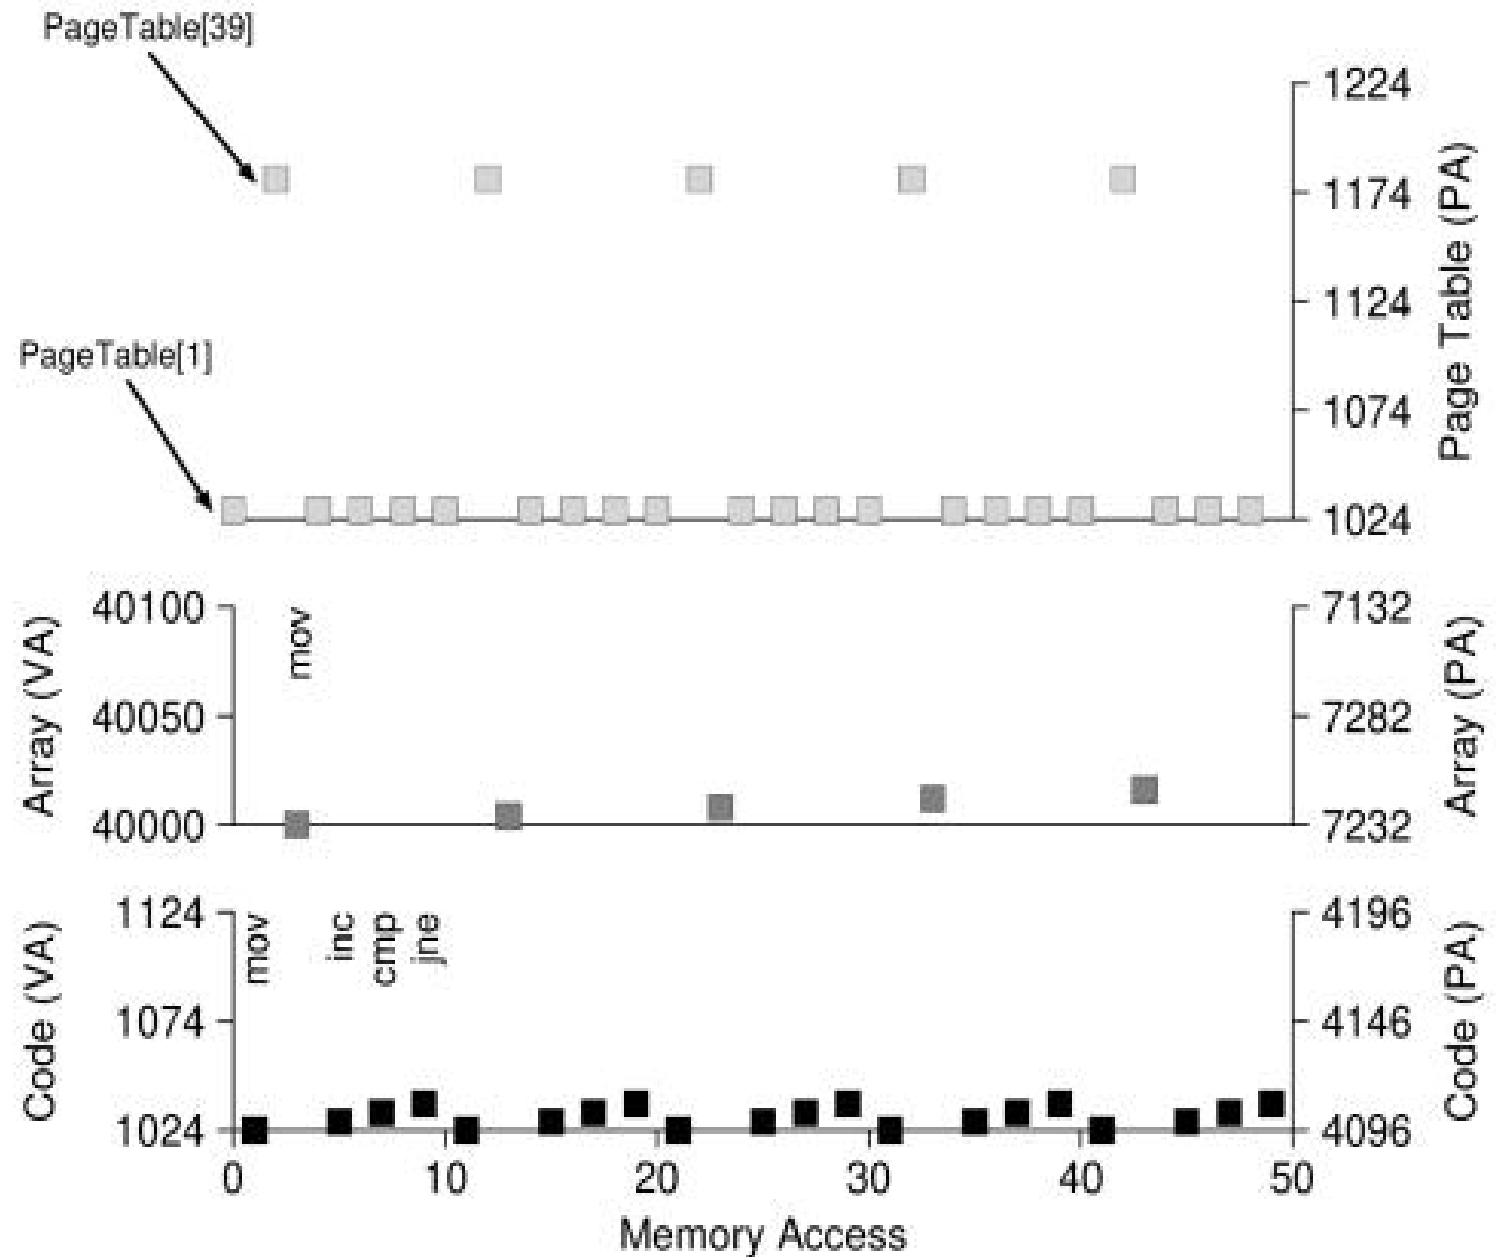 PageTable[39]
1224
1174
1124
1074
1024
Page Table (PA)
PageTable[1]
40100
40050
40000
Array (VA)
mov
7132
7282
7232
Array (PA)
1124
1074
1024
Code (VA)
mov
inc
cmp
jne
4196
4146
4096
Code (PA)
0 10 20 30 40 50
Memory Access